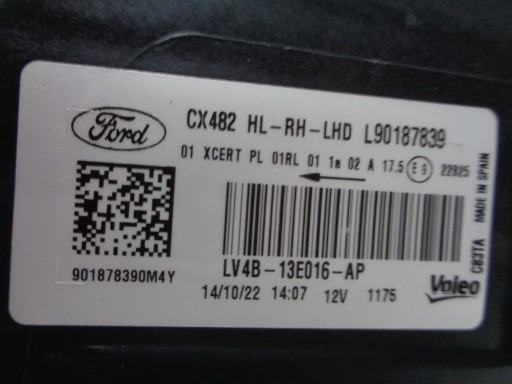 Ford CX482 HL-RH-LHD L90187839
01 XCERT PL 01RL 01 1a 02 A 17.5 E9 22825
901878390M4Y
LV4B-13E016-AP
14/10/22 14:07 12V 1175
Valeo
C83TA MADE IN SPAIN